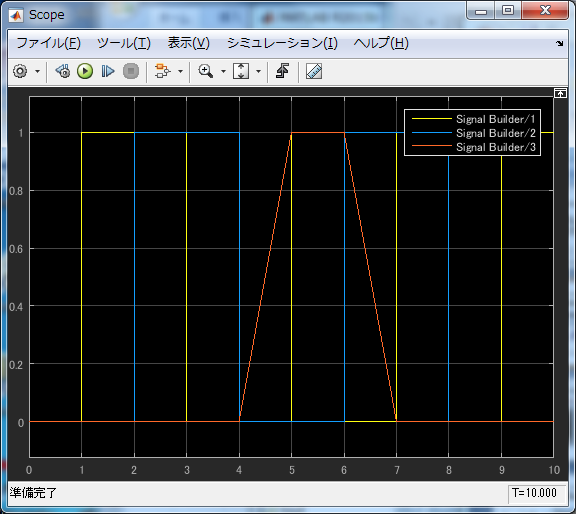 Scope
ファイル(F) ツール(T) 表示(V) シミュレーション(I) ヘルプ(H)
Signal Builder/1
Signal Builder/2
Signal Builder/3
1
0.8
0.6
0.4
0.2
0
0 1 2 3 4 5 6 7 8 9 10
準備完了 T=10.000